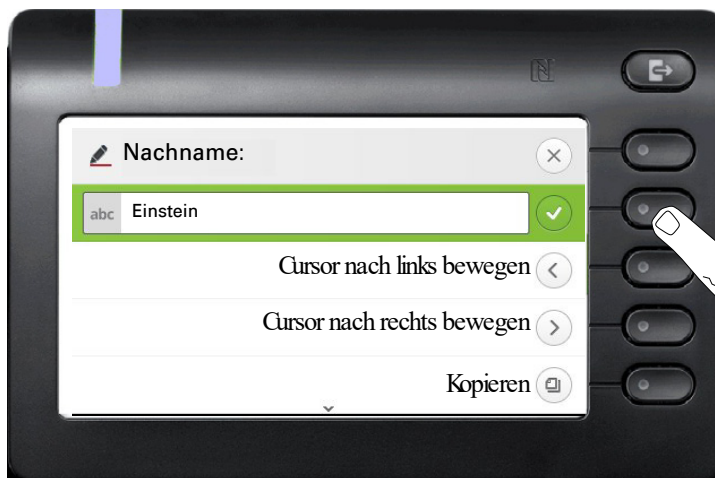 Nachname:
abc Einstein
Cursor nach links bewegen
Cursor nach rechts bewegen
Kopieren